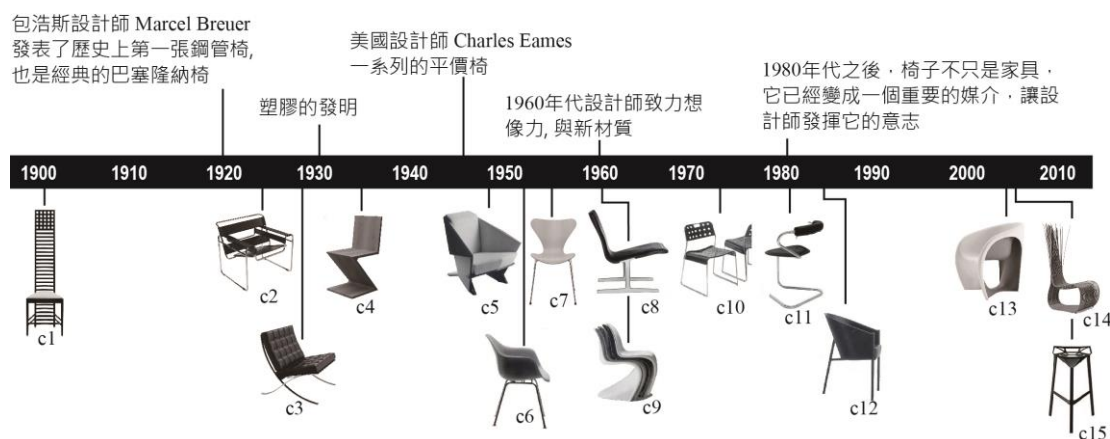 包浩斯設計師 Marcel Breuer
發表了歷史上第一張鋼管椅,
也是經典的巴塞隆納椅
塑膠的發明
美國設計師 Charles Eames
一系列的平價椅
1960年代設計師致力想
像力, 與新材質
1980年代之後，椅子不只是家具，
它已經變成一個重要的媒介，讓設
計師發揮它的意志
1900 1910 1920 1930 1940 1950 1960 1970 1980 1990 2000 2010
c1
c2
c3
c4
c5
c6
c7
c8
c9
c10
c11
c12
c13
c14
c15